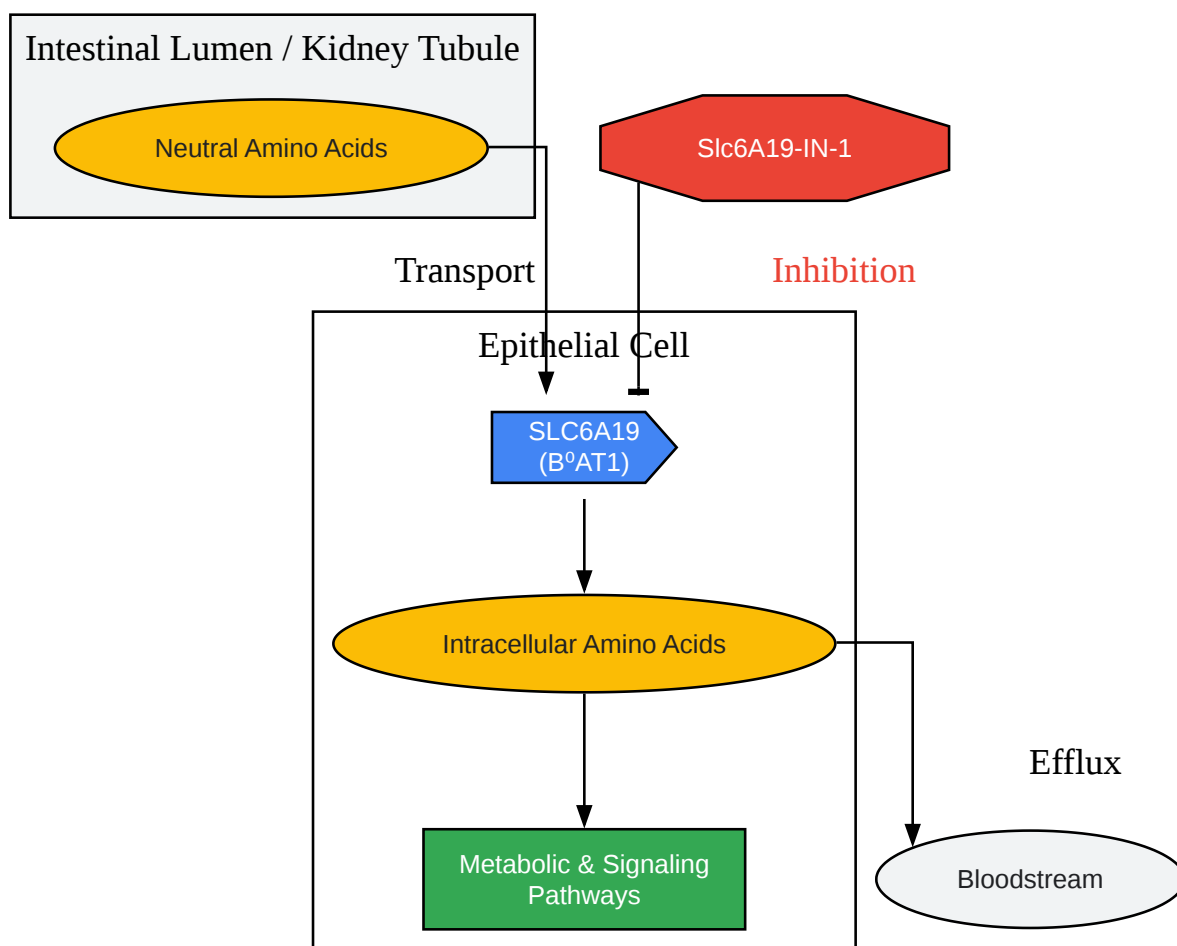 Intestinal Lumen / Kidney Tubule
Neutral Amino Acids
Slc6A19-IN-1
Transport
Inhibition
Epithelial Cell
SLC6A19
(B⁰AT1)
Intracellular Amino Acids
Efflux
Metabolic & Signaling
Pathways
Bloodstream